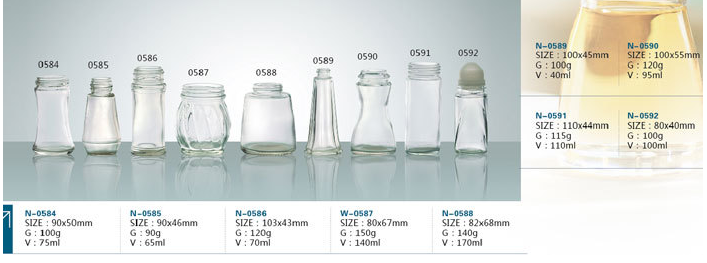 0584
0585
0586
0587
0588
0589
0590
0591
0592
N-0589
SIZE : 100x45mm
G : 100g
V : 40ml
N-0590
SIZE : 100x55mm
G : 120g
V : 95ml
N-0591
SIZE : 110x44mm
G : 115g
V : 110ml
N-0592
SIZE : 80x40mm
G : 100g
V : 100ml
N-0584
SIZE : 90x50mm
G : 100g
V : 75ml
N-0585
SIZE : 90x46mm
G : 90g
V : 65ml
N-0586
SIZE : 103x43mm
G : 120g
V : 70ml
W-0587
SIZE : 80x67mm
G : 150g
V : 140ml
N-0588
SIZE : 82x68mm
G : 140g
V : 170ml